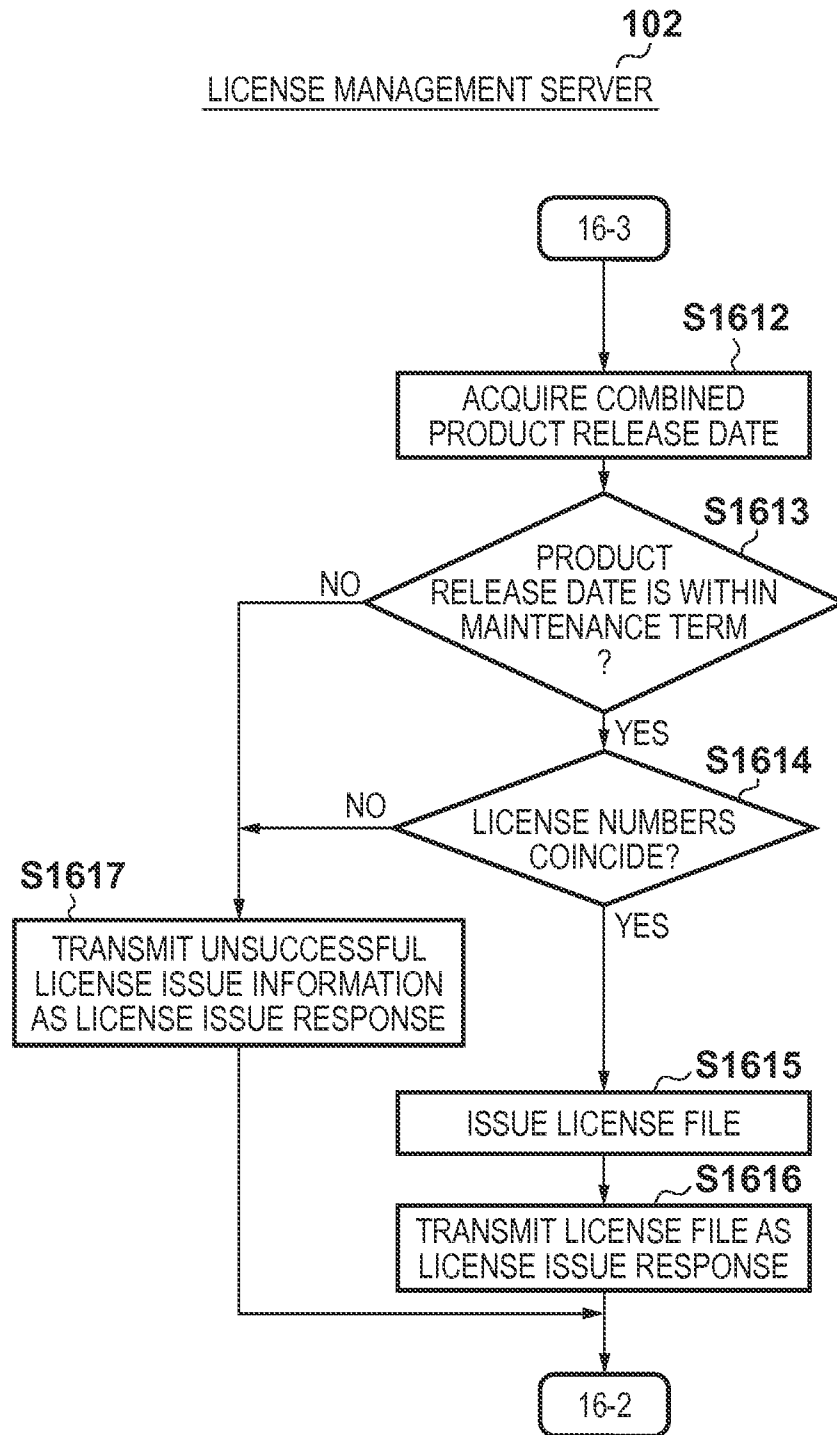 102
LICENSE MANAGEMENT SERVER
16-3
S1612
ACQUIRE COMBINED
PRODUCT RELEASE DATE
S1613
PRODUCT
RELEASE DATE IS WITHIN
MAINTENANCE TERM
?
NO
YES
S1614
LICENSE NUMBERS
COINCIDE?
NO
YES
S1617
TRANSMIT UNSUCCESSFUL
LICENSE ISSUE INFORMATION
AS LICENSE ISSUE RESPONSE
S1615
ISSUE LICENSE FILE
S1616
TRANSMIT LICENSE FILE AS
LICENSE ISSUE RESPONSE
16-2